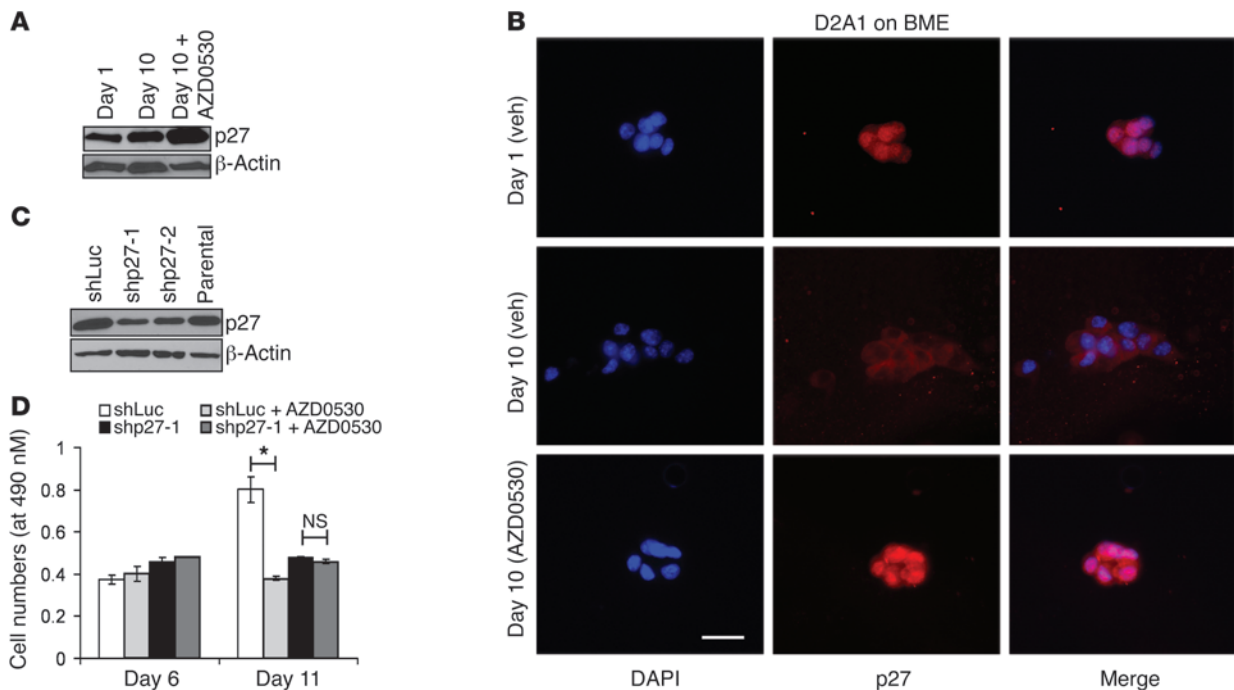 A
Day 1
Day 10
Day 10 +
AZD0530
p27
β-Actin
B
D2A1 on BME
Day 1 (veh)
Day 10 (veh)
Day 10 (AZD0530)
DAPI
p27
Merge
C
shLuc
shp27-1
shp27-2
Parental
p27
β-Actin
D
shLuc
shLuc + AZD0530
shp27-1
shp27-1 + AZD0530
Cell numbers (at 490 nM)
1
0.8
0.6
0.4
0.2
0
*
NS
Day 6
Day 11